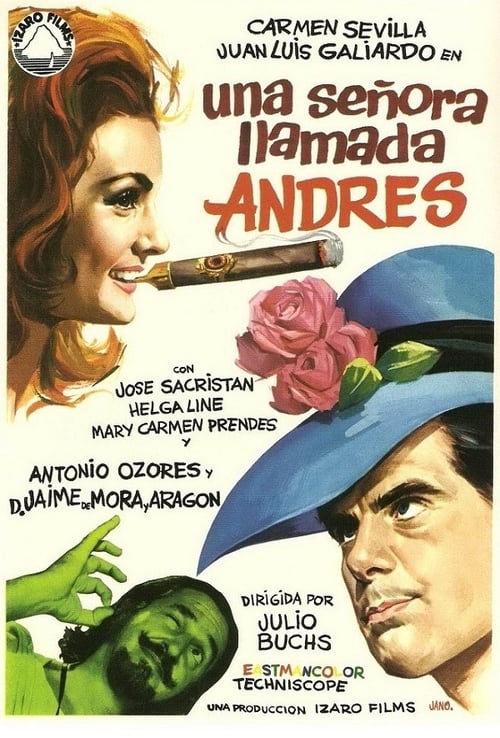 IZARO FILMS
CARMEN SEVILLA
JUAN LUIS GALIARDO EN
una señora
llamada
ANDRES
CON
JOSE SACRISTAN
HELGA LINE
MARY CARMEN PRENDES
Y
ANTONIO OZORES Y
D. JAIME DE MORA Y ARAGON
DIRIGIDA POR
JULIO
BUCHS
EASTMANCOLOR
TECHNISCOPE
UNA PRODUCCION IZARO FILMS
JANO.